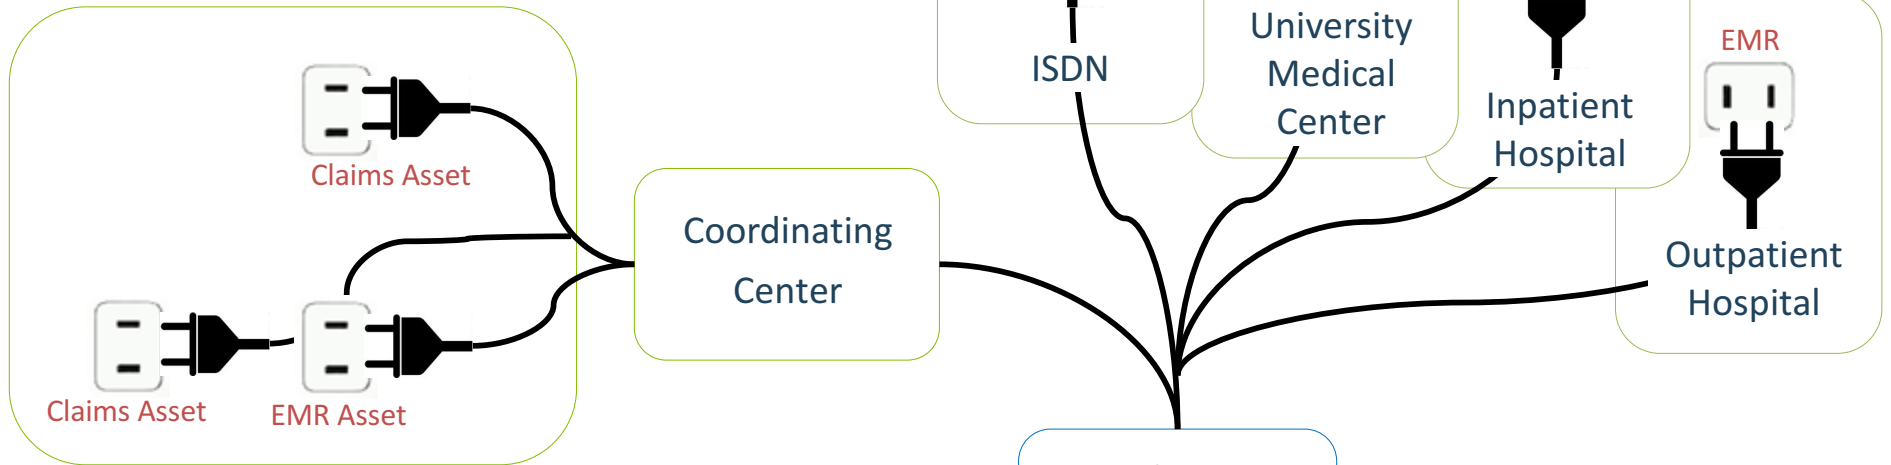 Claims Asset
Claims Asset
EMR Asset
Coordinating
Center
ISDN
University
Medical
Center
Inpatient
Hospital
EMR
Outpatient
Hospital